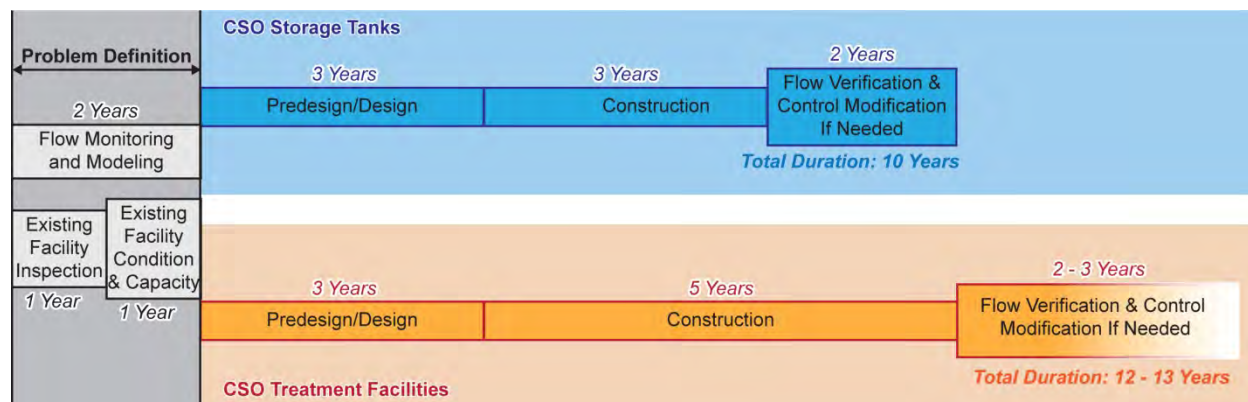 Problem Definition
2 Years
Flow Monitoring
and Modeling
Existing
Facility
Inspection
1 Year
Existing
Facility
Condition
& Capacity
1 Year
CSO Storage Tanks
3 Years
Predesign/Design
3 Years
Construction
2 Years
Flow Verification &
Control Modification
If Needed
Total Duration: 10 Years
3 Years
Predesign/Design
5 Years
Construction
2 - 3 Years
Flow Verification & Control
Modification If Needed
Total Duration: 12 - 13 Years
CSO Treatment Facilities